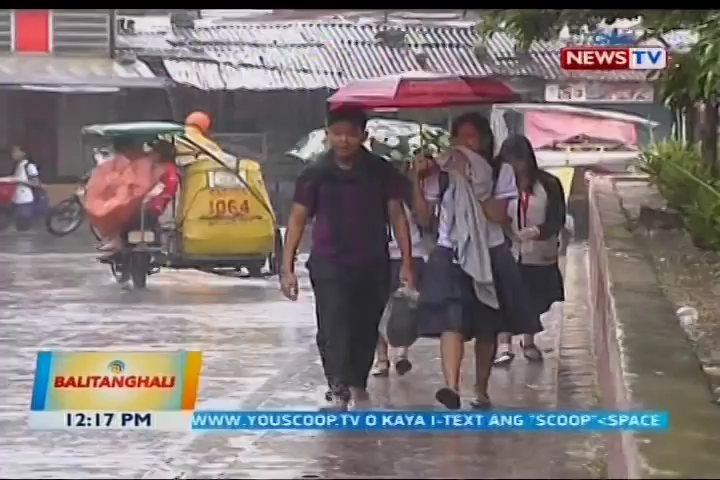 NEWS TV
1064
BALITANGHALI
12:17 PM
WWW.YOUSCOOP.TV O KAYA I-TEXT ANG "SCOOP"<SPACE